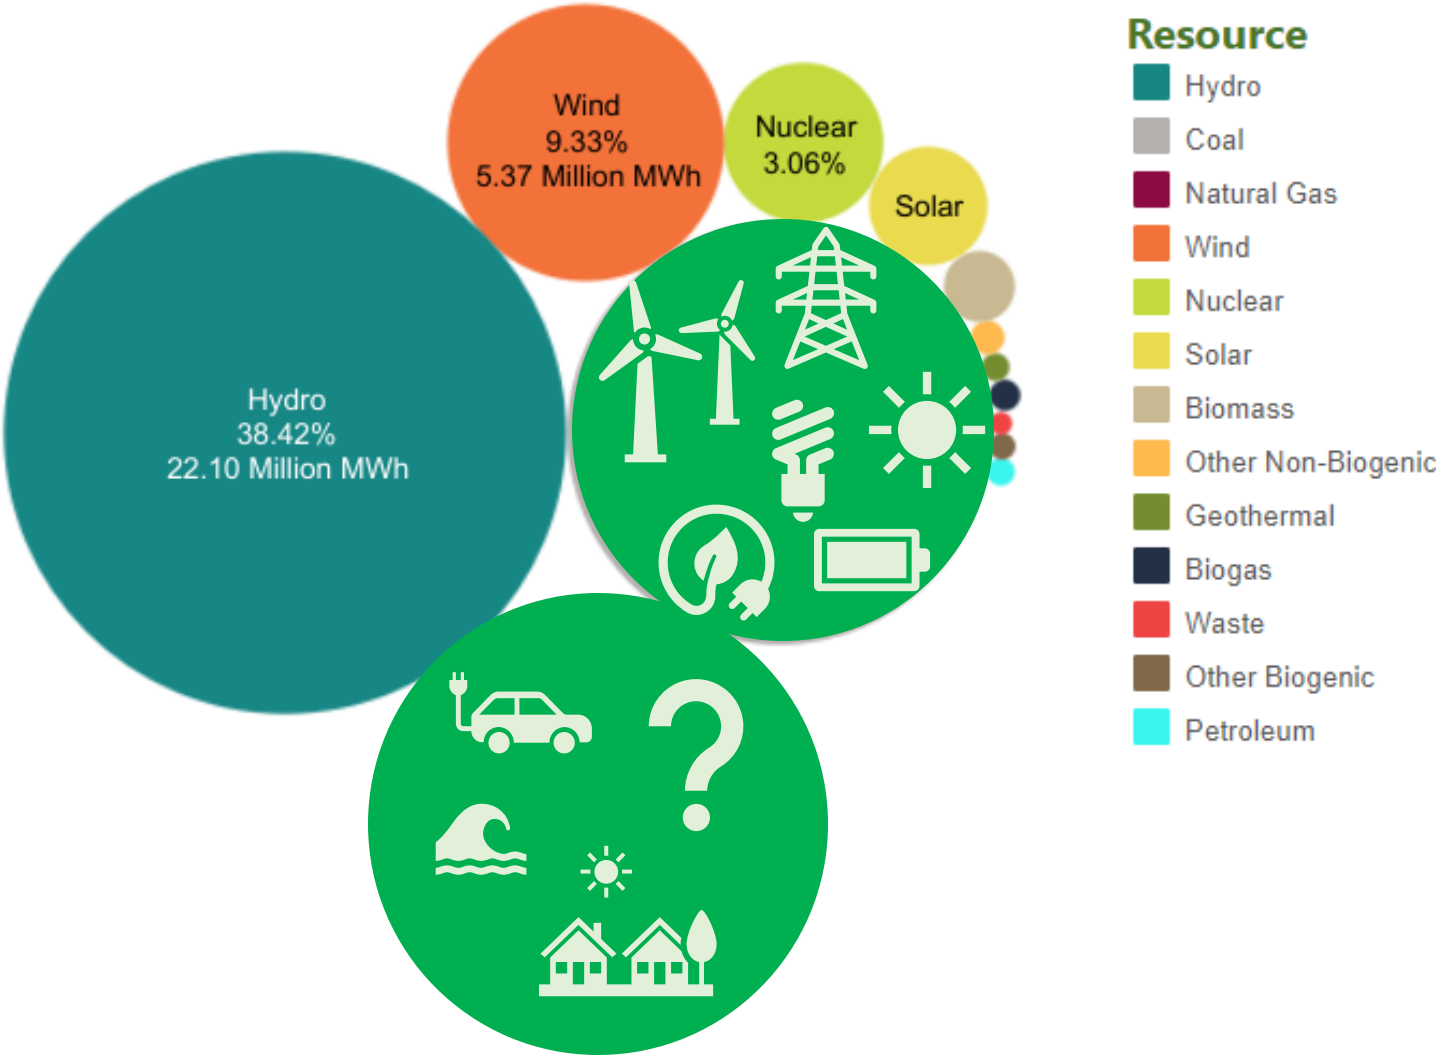 Wind
9.33%
5.37 Million MWh
Nuclear
3.06%
Solar
Hydro
38.42%
22.10 Million MWh
?
Resource
Hydro
Coal
Natural Gas
Wind
Nuclear
Solar
Biomass
Other Non-Biogenic
Geothermal
Biogas
Waste
Other Biogenic
Petroleum